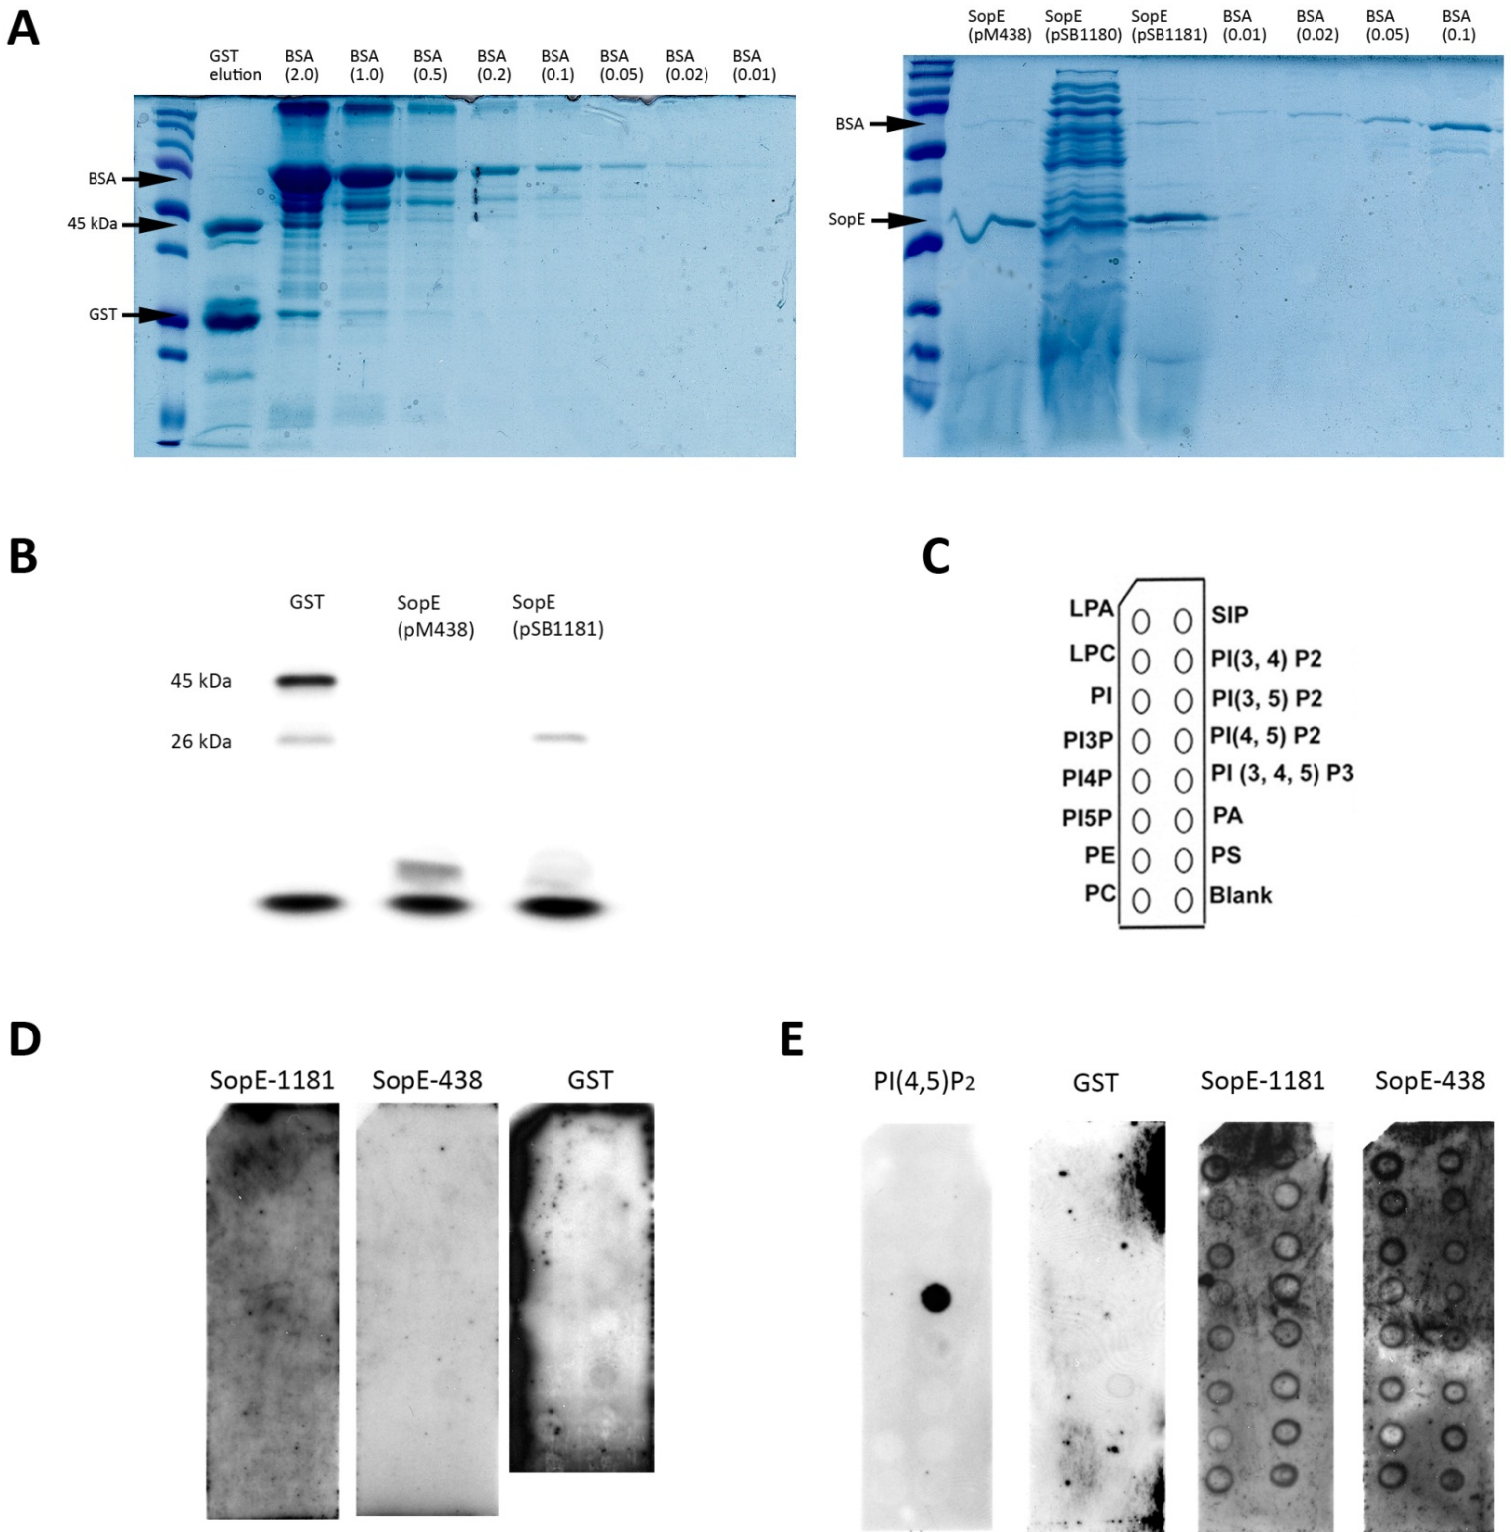 A
GST elution
BSA (2.0)
BSA (1.0)
BSA (0.5)
BSA (0.2)
BSA (0.1)
BSA (0.05)
BSA (0.02)
BSA (0.01)
BSA
45 kDa
GST
SopE (pM438)
SopE (pSB1180)
SopE (pSB1181)
BSA (0.01)
BSA (0.02)
BSA (0.05)
BSA (0.1)
BSA
SopE
B
GST
SopE (pM438)
SopE (pSB1181)
45 kDa
26 kDa
C
LPA SIP
LPC PI(3, 4) P2
PI PI(3, 5) P2
PI3P PI(4, 5) P2
PI4P PI (3, 4, 5) P3
PI5P PA
PE PS
PC Blank
D
SopE-1181 SopE-438 GST
E
PI(4,5)P2 GST SopE-1181 SopE-438